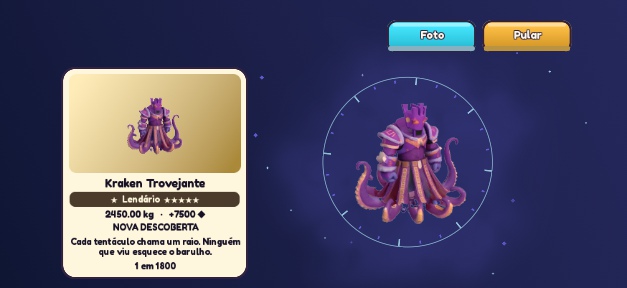 Foto
Pular
Kraken Trovejante
★ Lendário ★★★★★
2450.00 kg · +7500 ◆
NOVA DESCOBERTA
Cada tentáculo chama um raio. Ninguém
que viu esquece o barulho.
1 em 1800